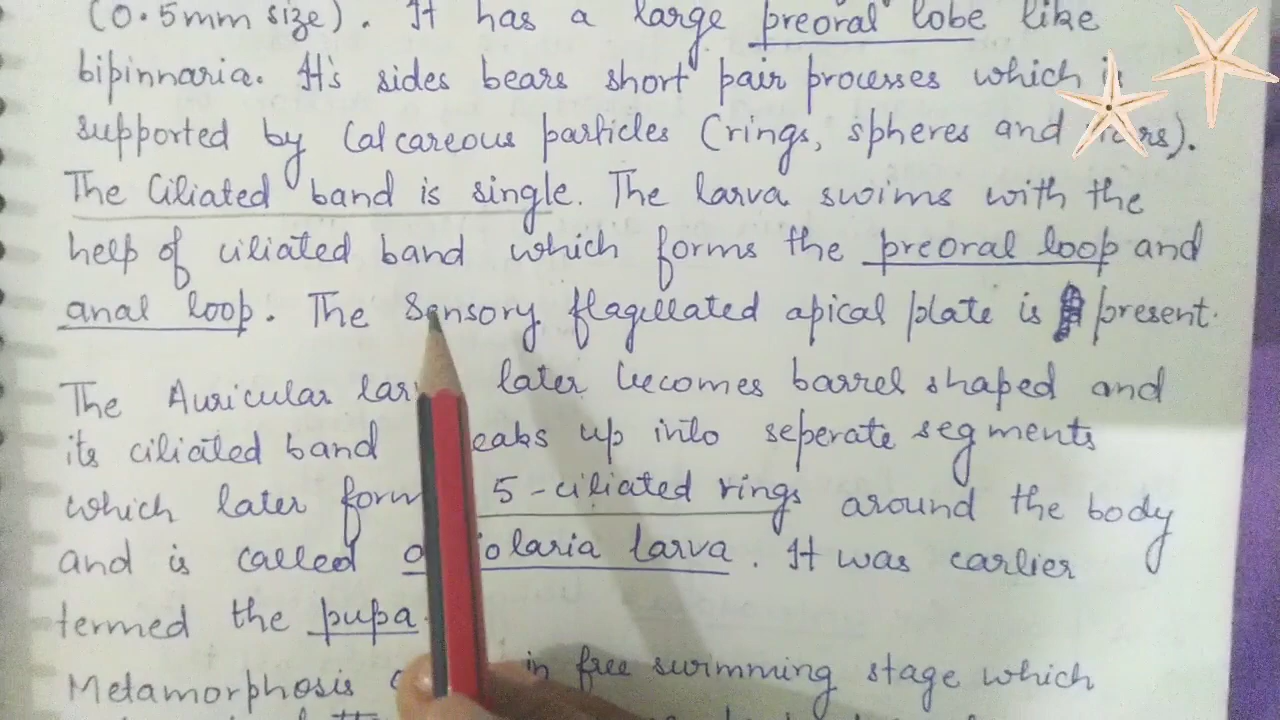 (0.5mm size). It has a large preoral lobe like
bipinnaria. It's sides bears short pair processes which
supported by Calcareous particles (rings, spheres and
The Ciliated band is single. The larva swims with the
help of ciliated band which forms the preoral loop and
anal loop. The Sensory flagellated apical plate is present.
The Auricular later becomes barrel shaped and
its ciliated band up into seperate segments
which later 5-ciliated rings around the body
and is called larva. It was earlier
termed the pupa
Metamorphosis in free swimming stage which